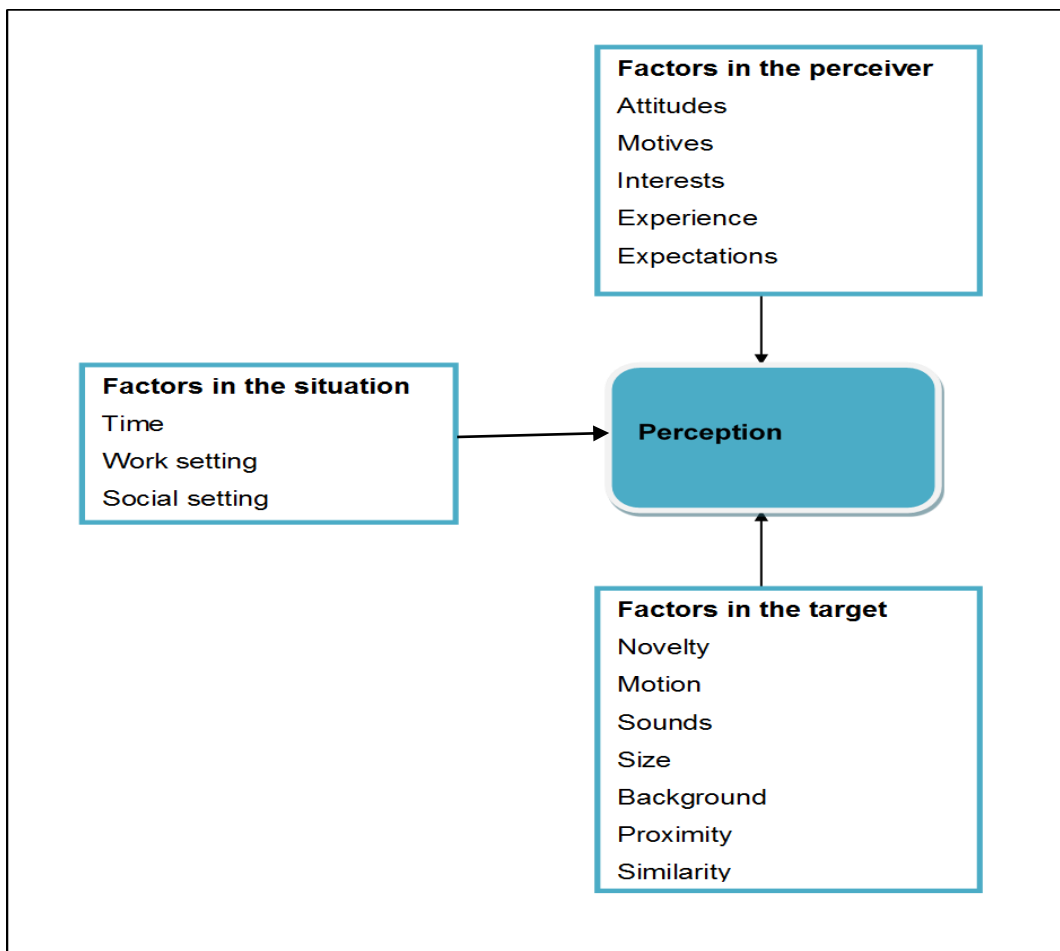 Factors in the perceiver
Attitudes
Motives
Interests
Experience
Expectations
Factors in the situation
Time
Work setting
Social setting
Perception
Factors in the target
Novelty
Motion
Sounds
Size
Background
Proximity
Similarity